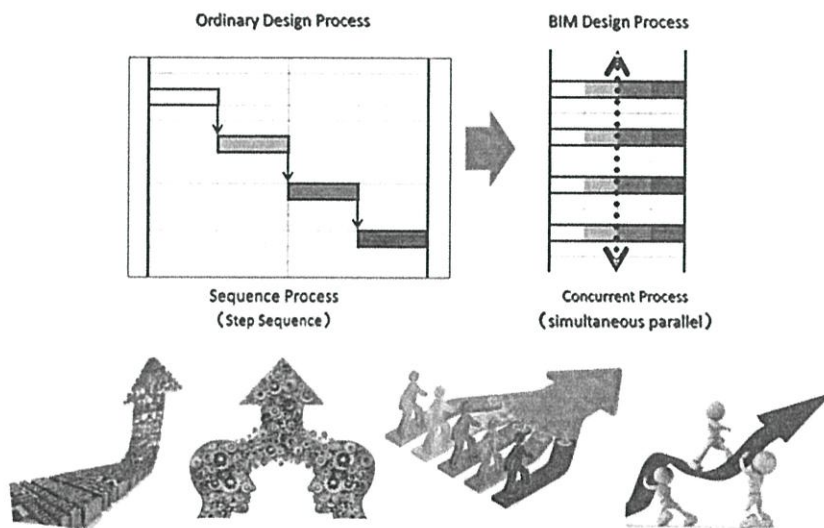 Ordinary Design Process
BIM Design Process
Sequence Process
（Step Sequence）
Concurrent Process
（simultaneous parallel）